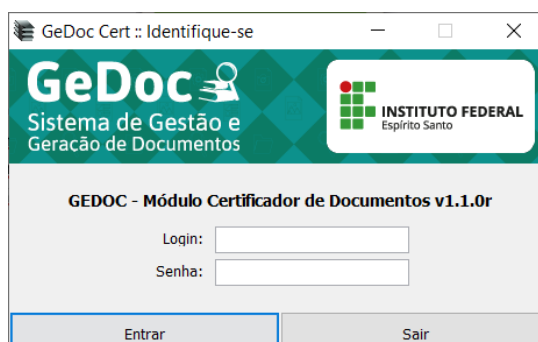 GeDoc Cert :: Identifique-se
GeDoc
Sistema de Gestão e
Geração de Documentos
INSTITUTO FEDERAL
Espírito Santo
GEDOC - Módulo Certificador de Documentos v1.1.0r
Login:
Senha:
Entrar
Sair